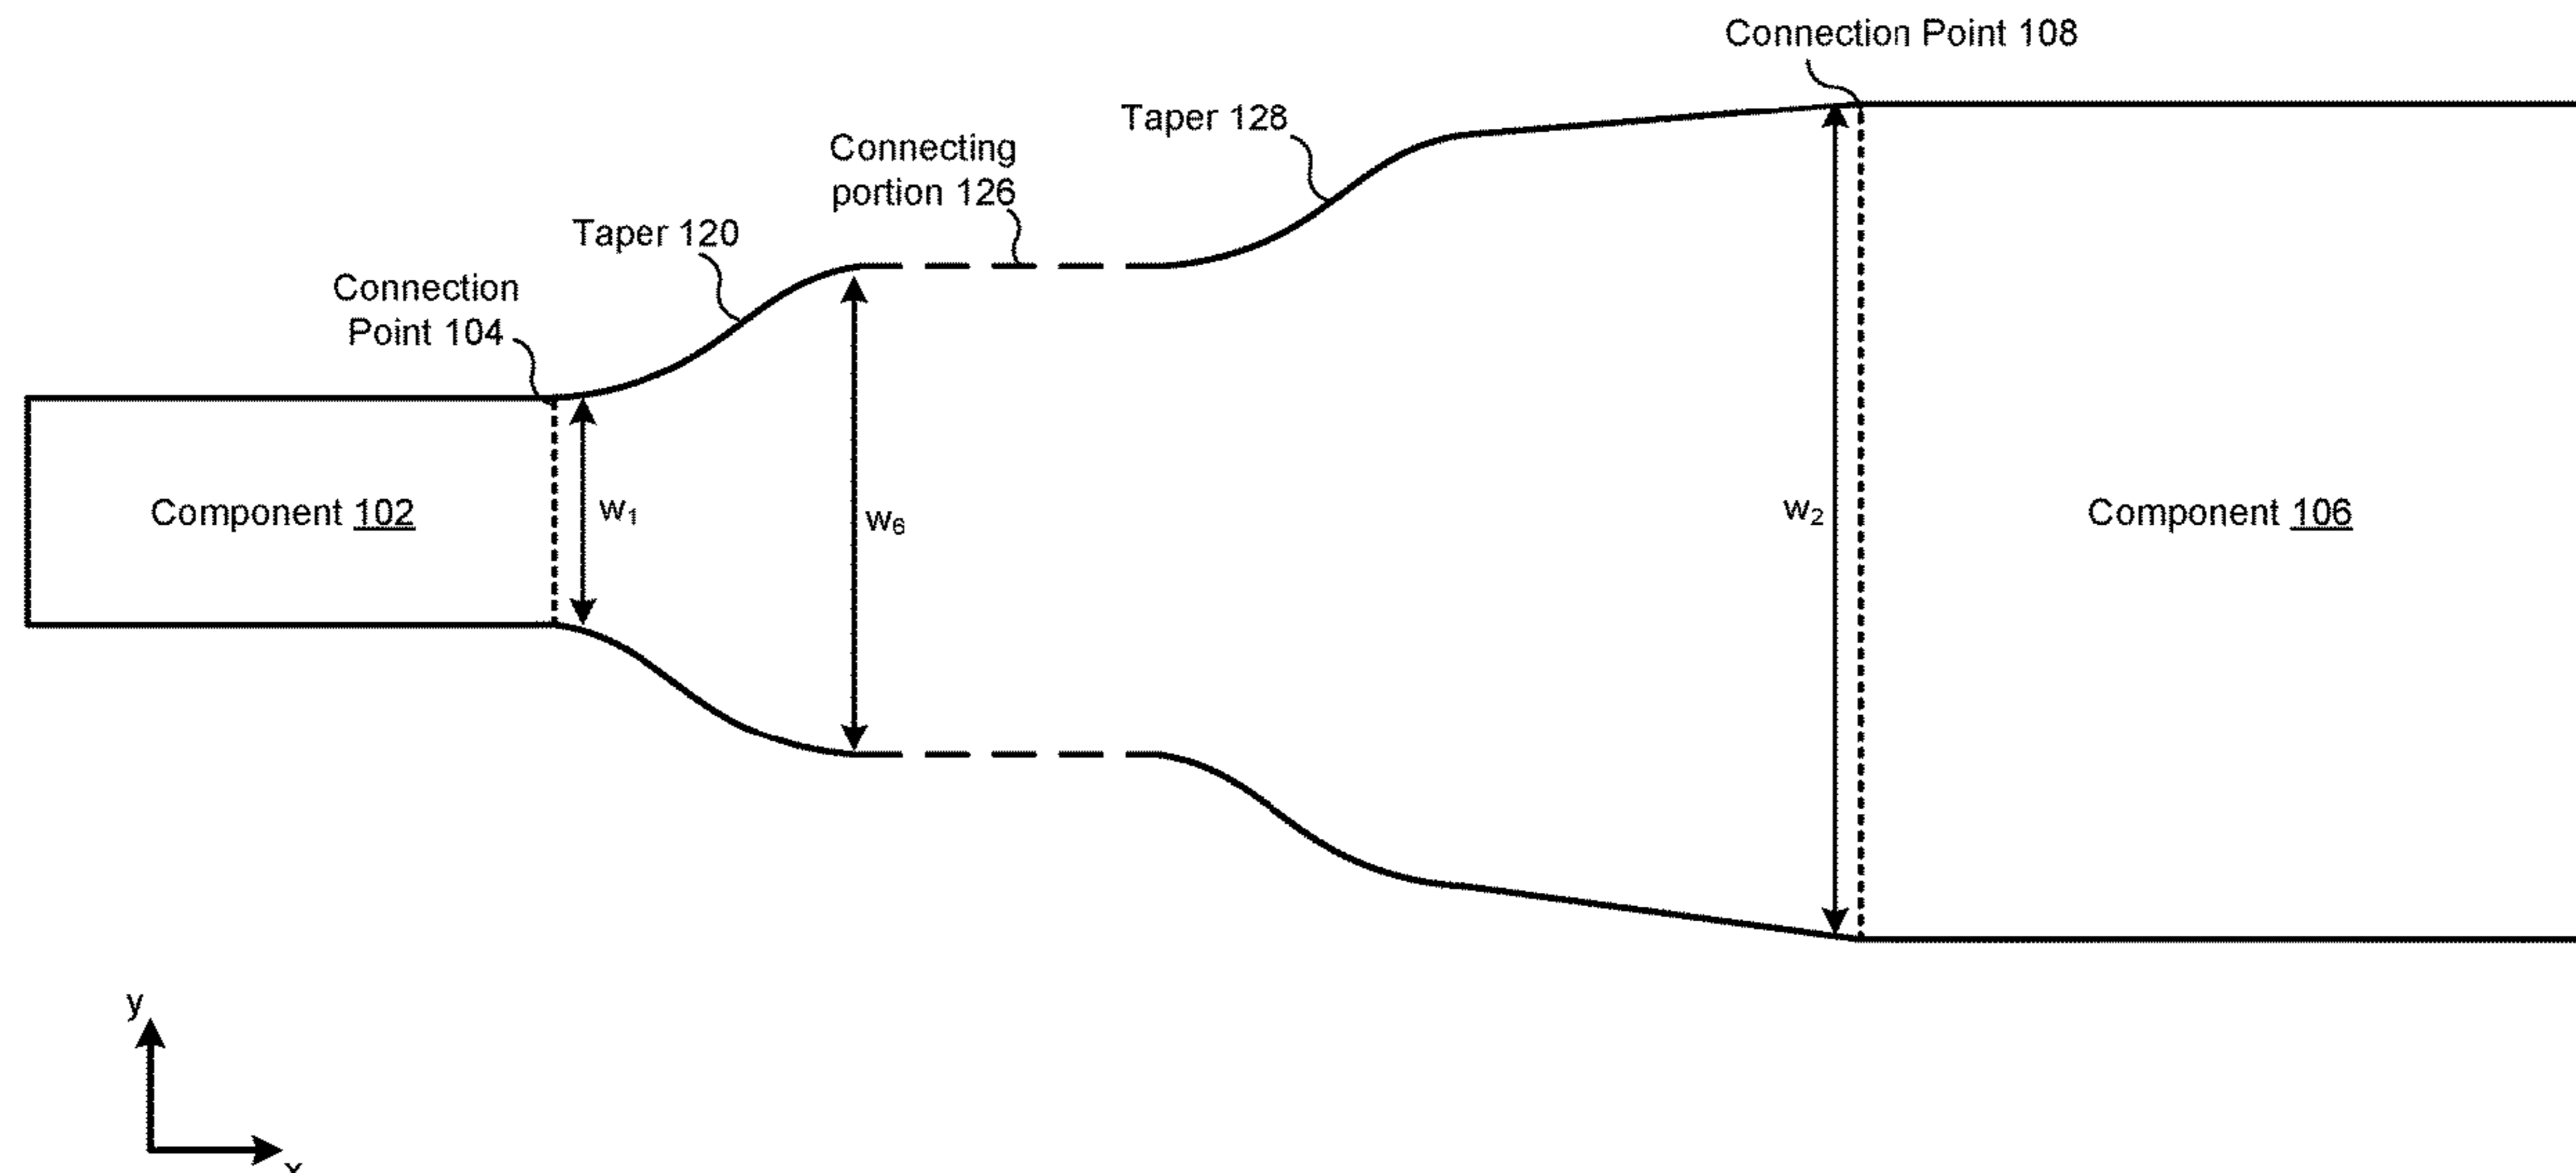 Connection Point 108
Taper 128
Connecting
portion 126
Taper 120
Connection
Point 104
Component 102
w₁
w₆
w₂
Component 106
y
x